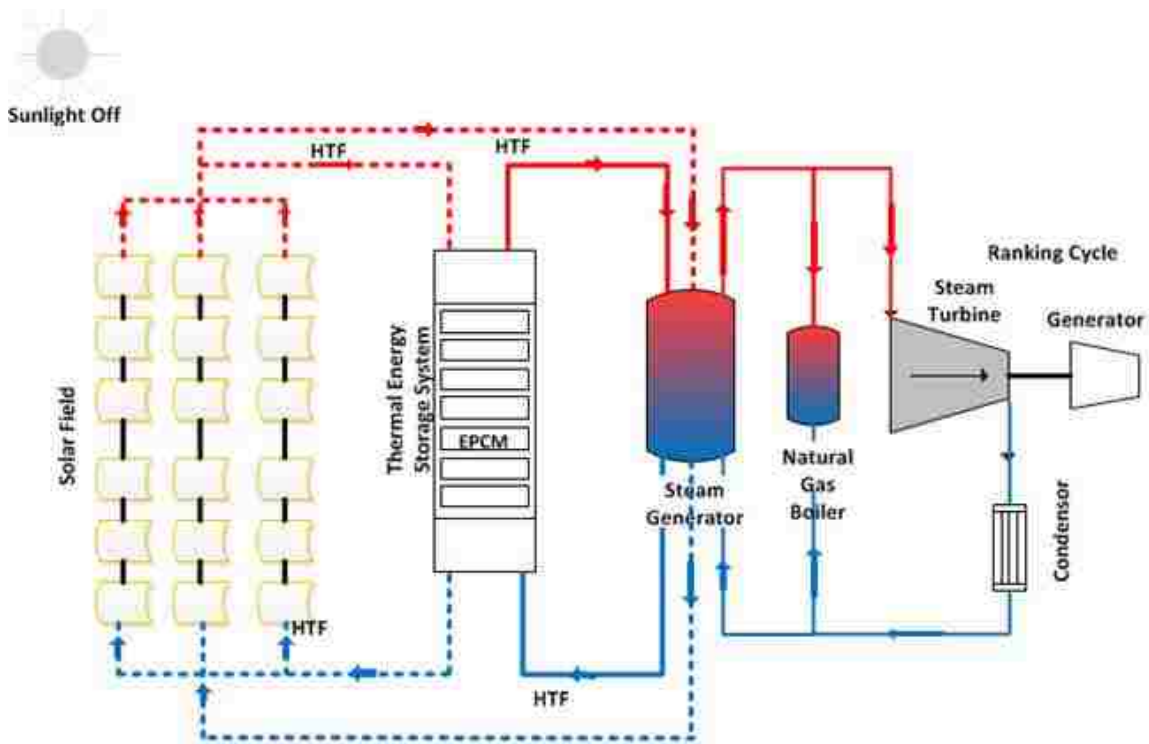 Sunlight Off
HTF
HTF
Ranking Cycle
Steam
Turbine
Generator
Solar Field
Thermal Energy
Storage System
EPCM
Steam
Generator
Natural
Gas
Boiler
Condensor
HTF
HTF